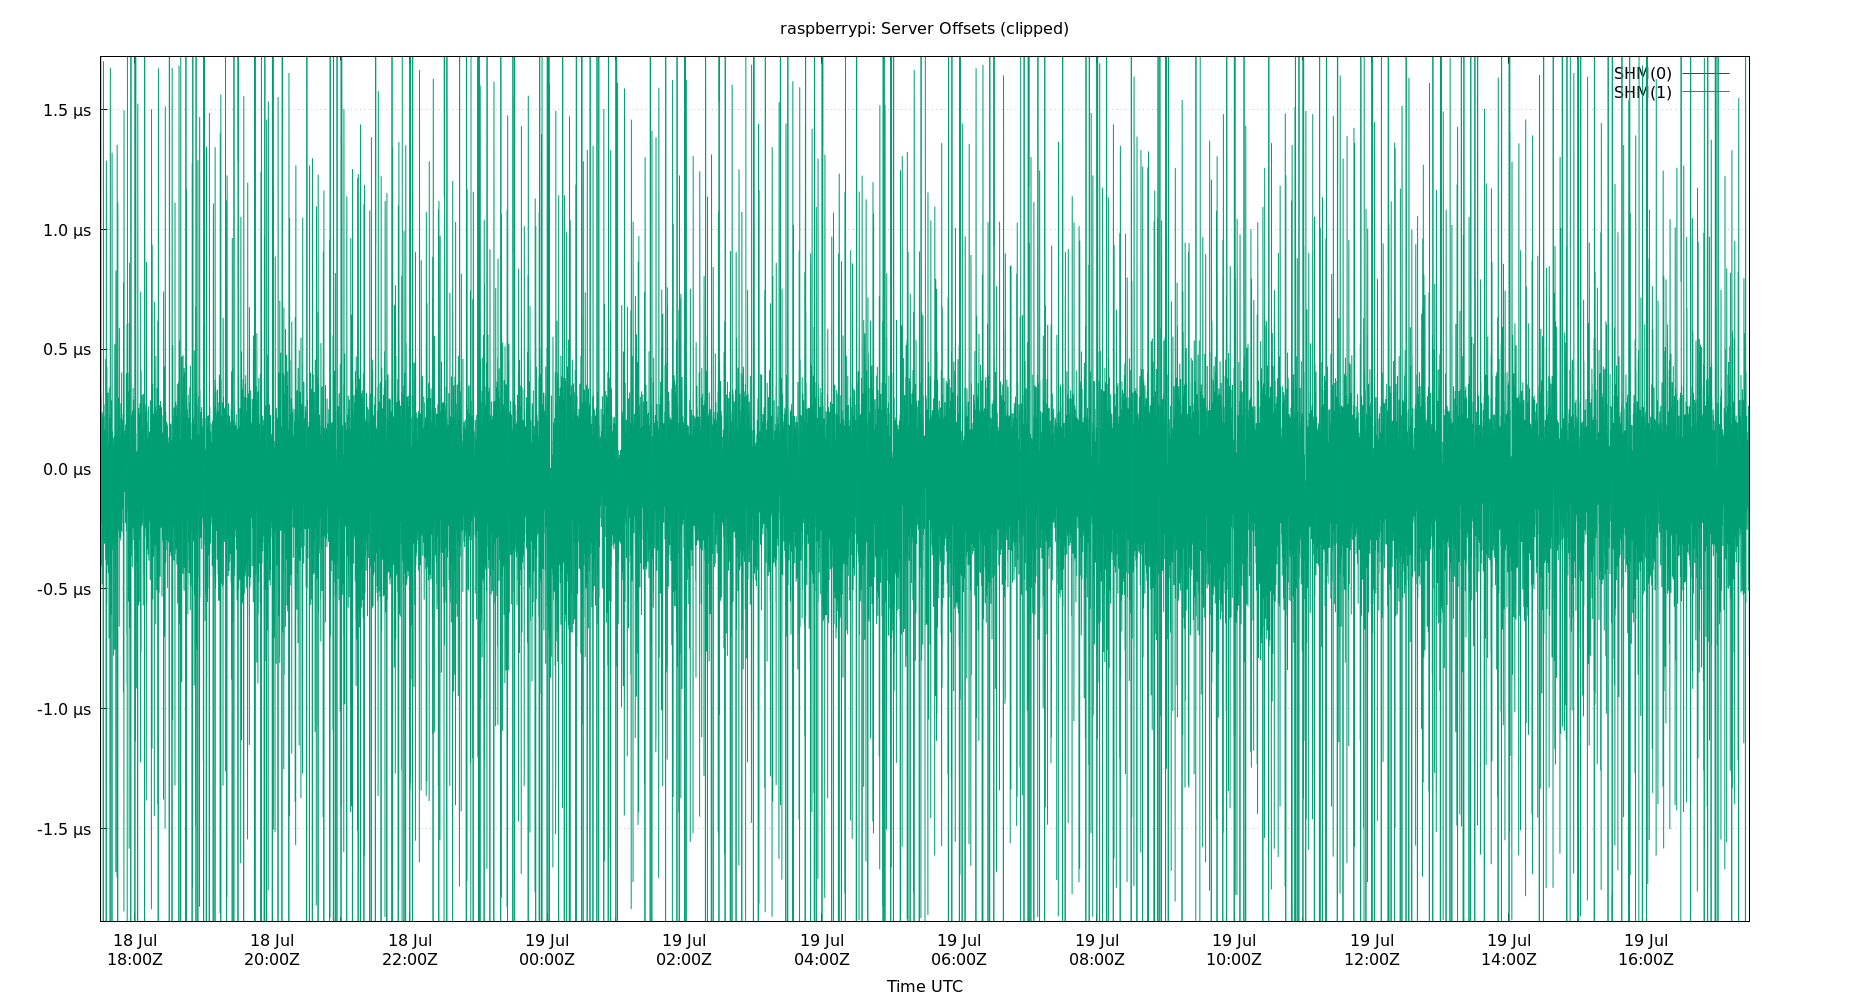 raspberrypi: Server Offsets (clipped)
SHM(0)
SHM(1)
1.5 µs
1.0 µs
0.5 µs
0.0 µs
-0.5 µs
-1.0 µs
-1.5 µs
18 Jul 18 Jul 18 Jul 19 Jul 19 Jul 19 Jul 19 Jul 19 Jul 19 Jul 19 Jul 19 Jul 19 Jul
18:00Z 20:00Z 22:00Z 00:00Z 02:00Z 04:00Z 06:00Z 08:00Z 10:00Z 12:00Z 14:00Z 16:00Z
Time UTC